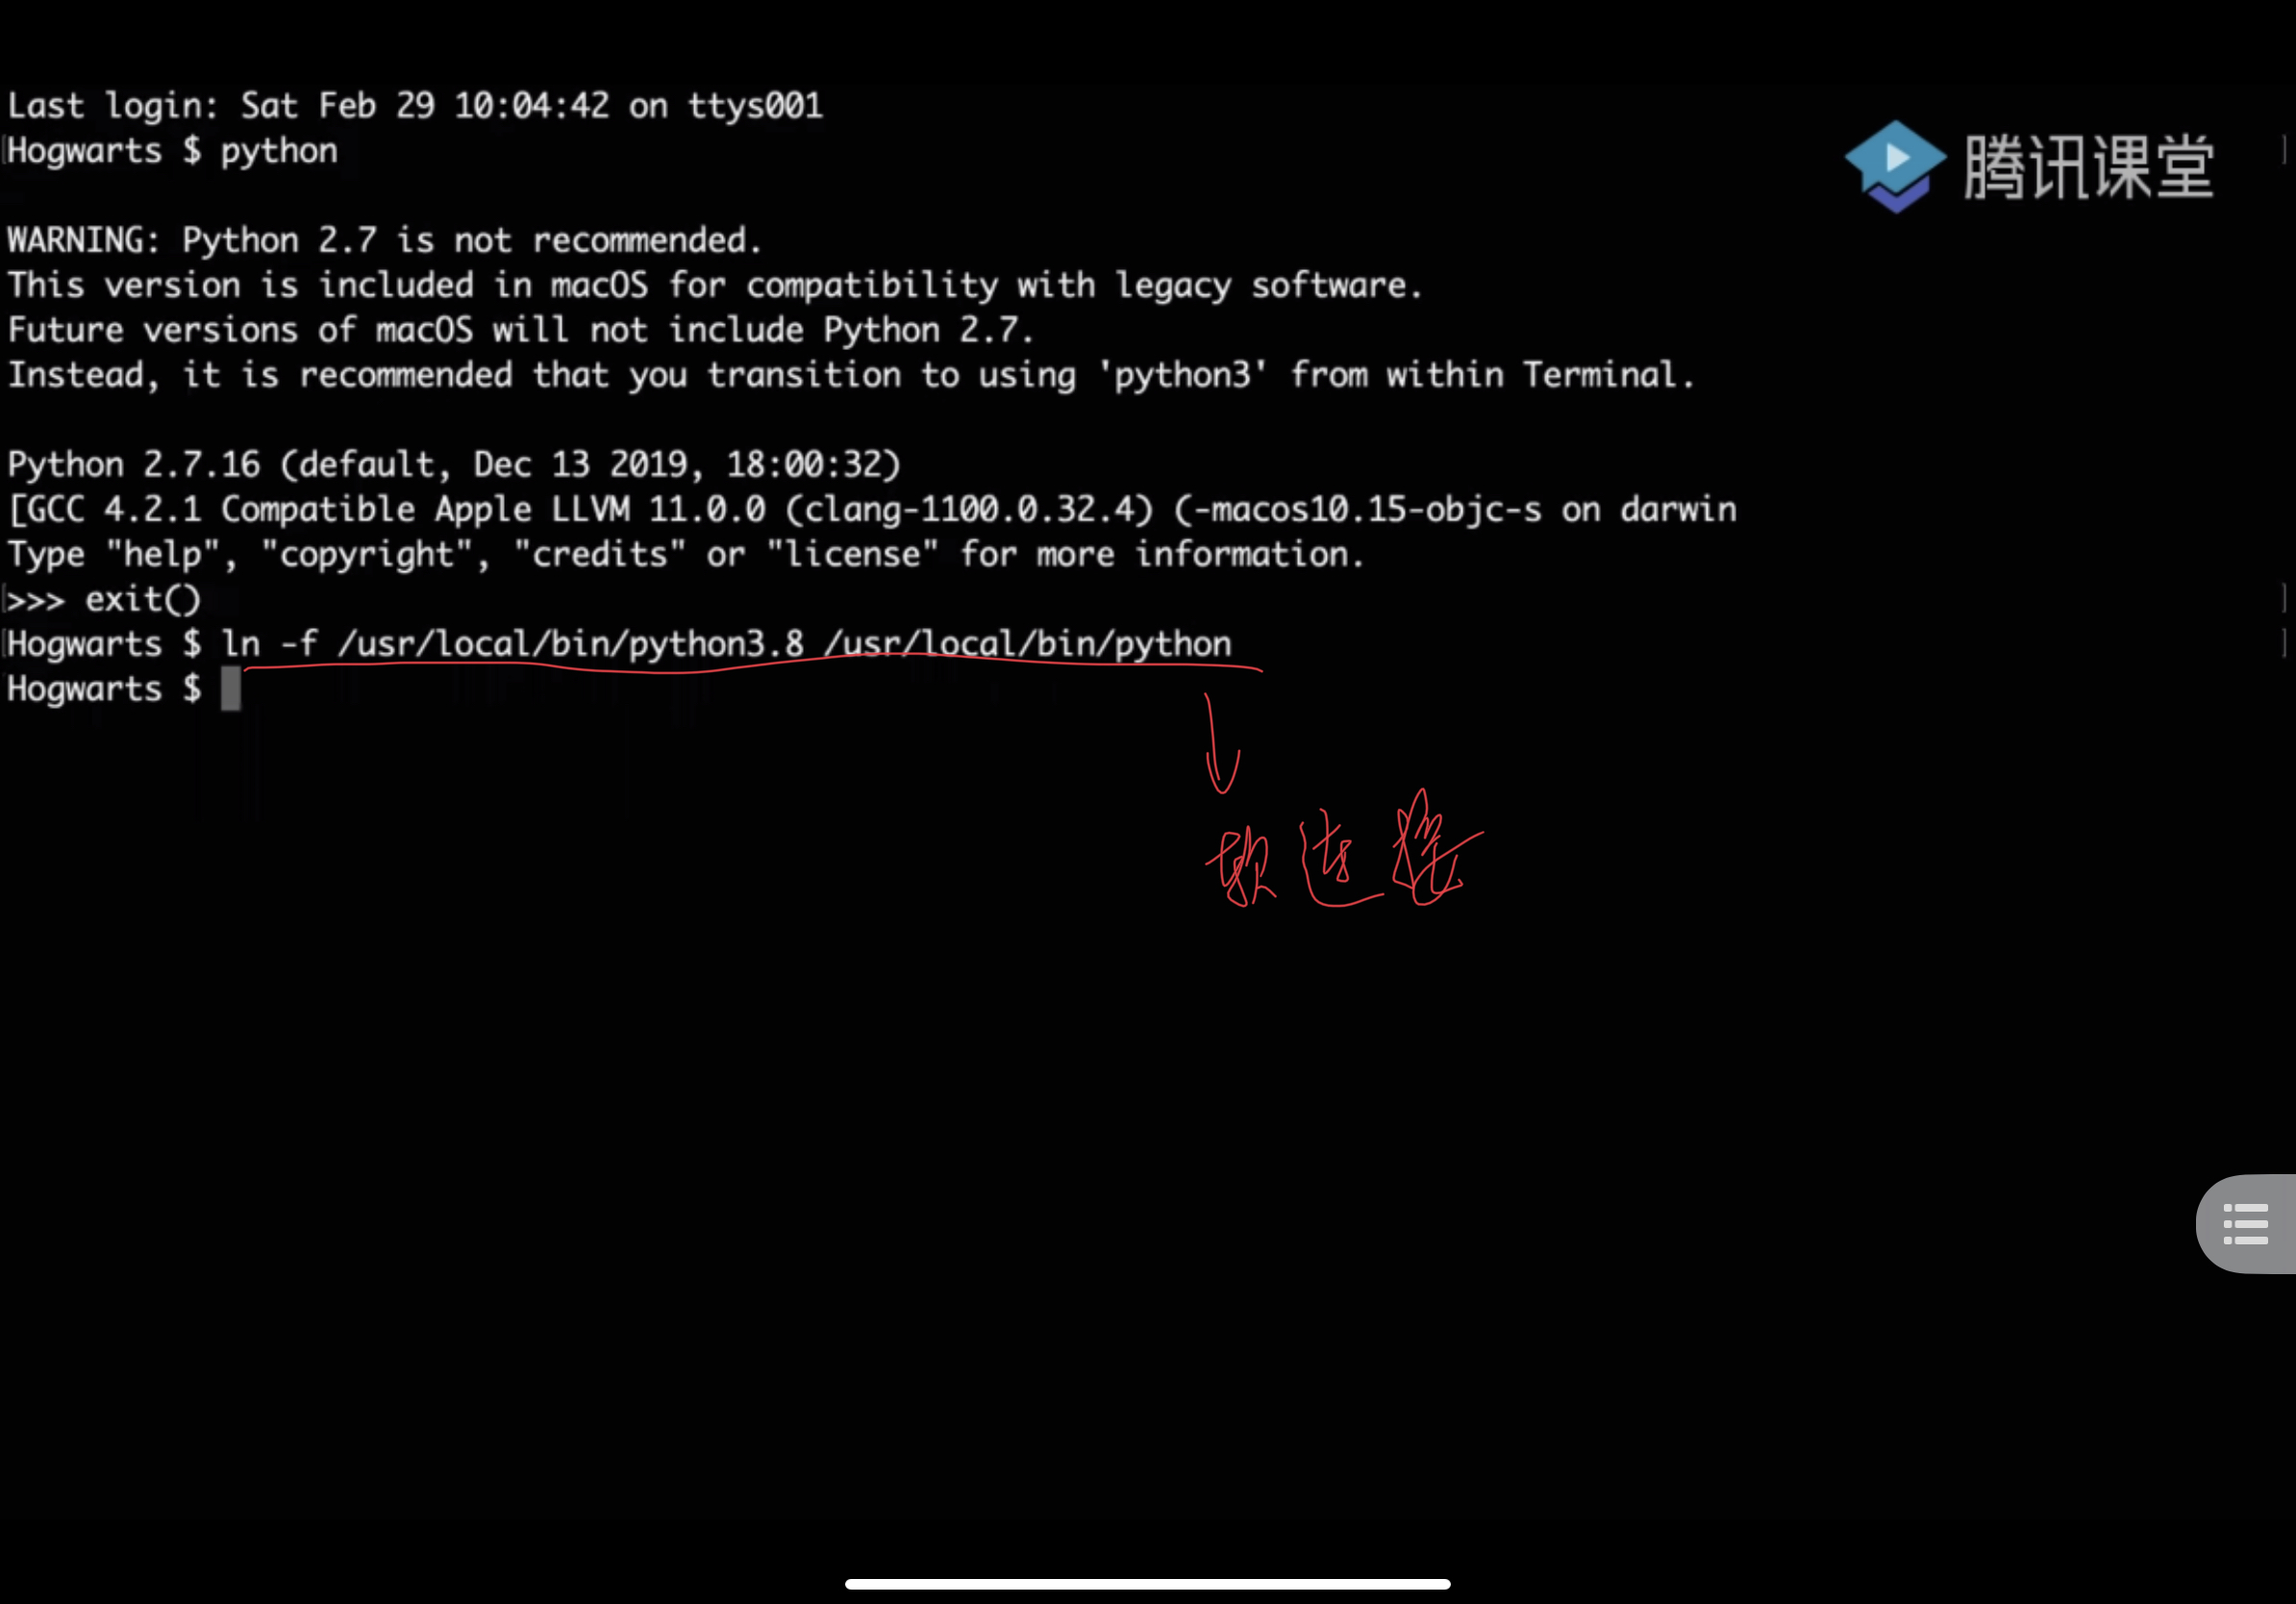 Last login: Sat Feb 29 10:04:42 on ttys001
Hogwarts $ python
腾讯课堂
WARNING: Python 2.7 is not recommended.
This version is included in macOS for compatibility with legacy software.
Future versions of macOS will not include Python 2.7.
Instead, it is recommended that you transition to using 'python3' from within Terminal.
Python 2.7.16 (default, Dec 13 2019, 18:00:32)
[GCC 4.2.1 Compatible Apple LLVM 11.0.0 (clang-1100.0.32.4) (-macos10.15-objc-s on darwin
Type "help", "copyright", "credits" or "license" for more information.
>>> exit()
Hogwarts $ ln -f /usr/local/bin/python3.8 /usr/local/bin/python
Hogwarts $
软连接